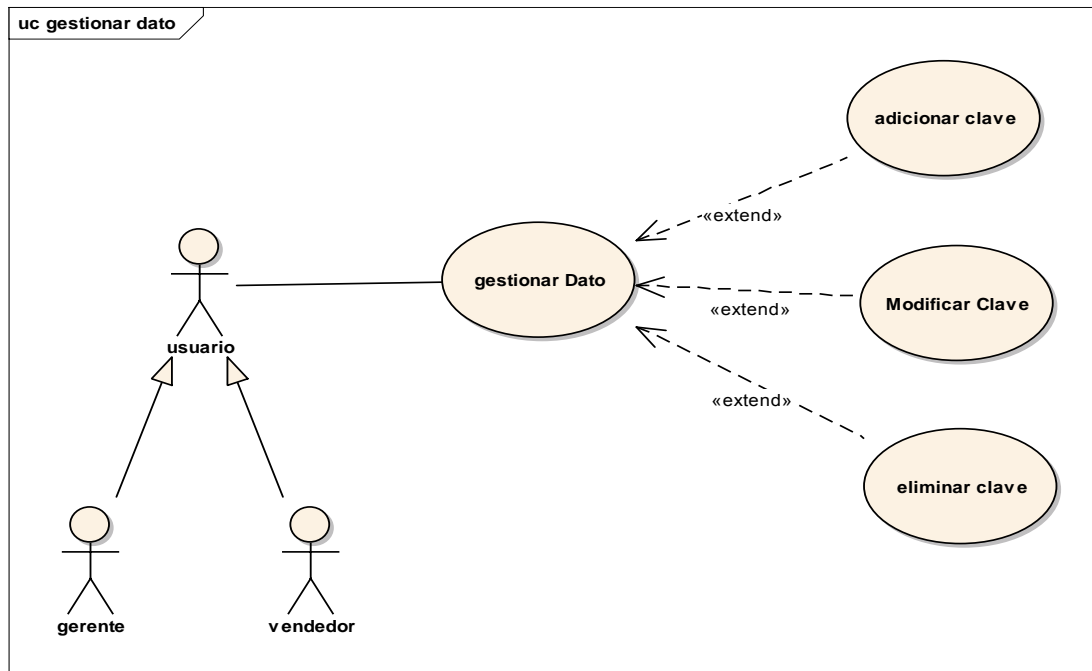 uc gestionar dato
adicionar clave
«extend»
gestionar Dato
Modificar Clave
«extend»
usuario
«extend»
eliminar clave
gerente
vendedor